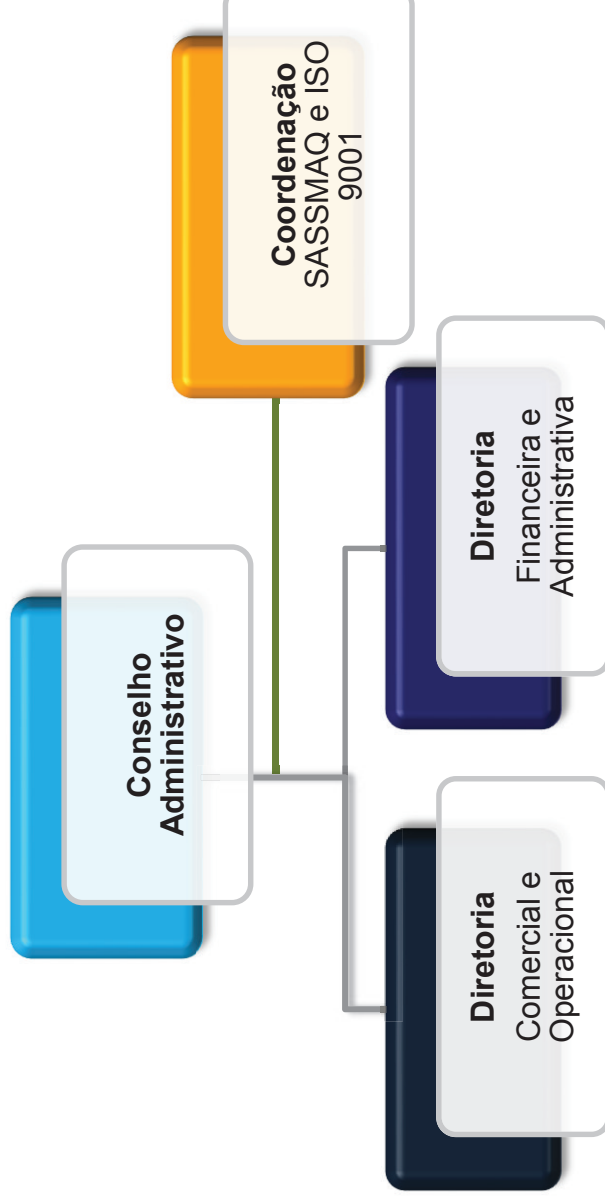 Conselho
Administrativo
Coordenação
SASSMAQ e ISO
9001
Diretoria
Comercial e
Operacional
Diretoria
Financeira e
Administrativa